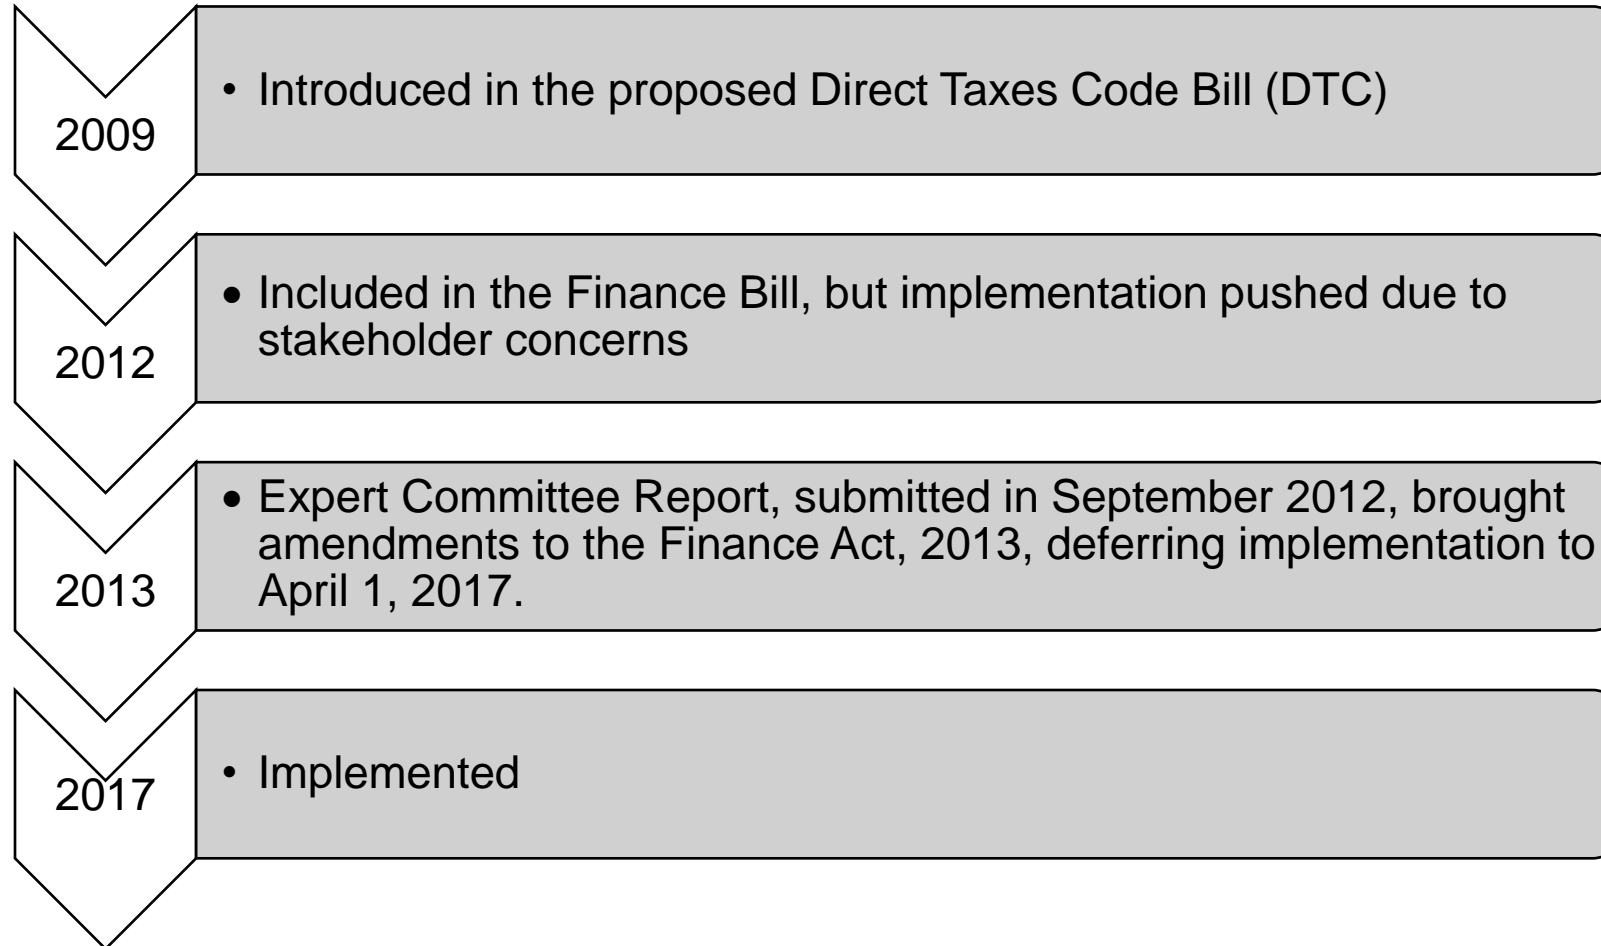 2009
• Introduced in the proposed Direct Taxes Code Bill (DTC)
2012
• Included in the Finance Bill, but implementation pushed due to
stakeholder concerns
2013
• Expert Committee Report, submitted in September 2012, brought
amendments to the Finance Act, 2013, deferring implementation to
April 1, 2017.
2017
• Implemented